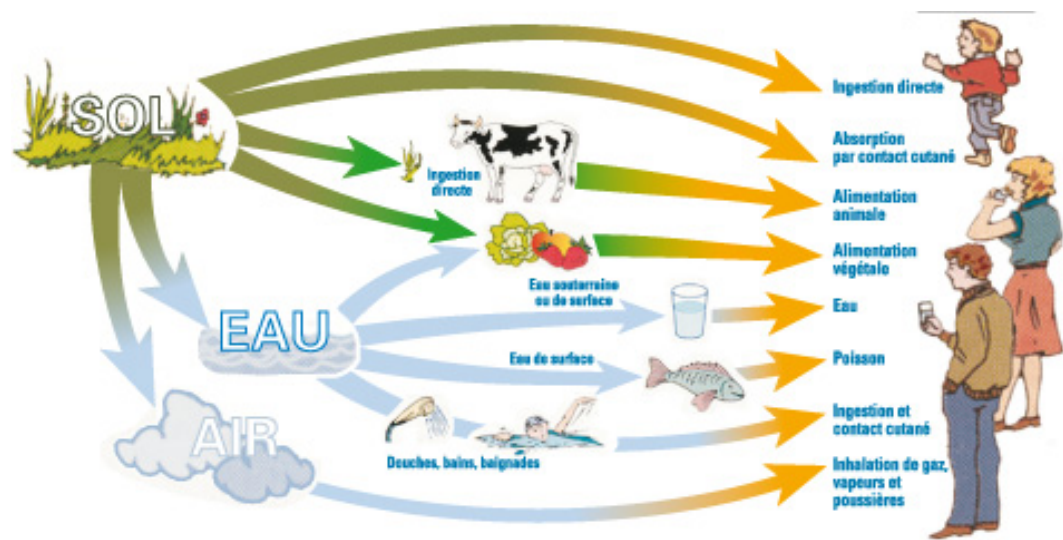 SOL
Ingestion directe
Absorption
par contact cutané
Ingestion
directe
Alimentation
animale
Alimentation
végétale
Eau souterraine
ou de surface
Eau
EAU
Eau de surface
Poisson
AIR
Douches, bains, baignades
Ingestion et
contact cutané
Inhalation de gaz,
vapeurs et
poussières